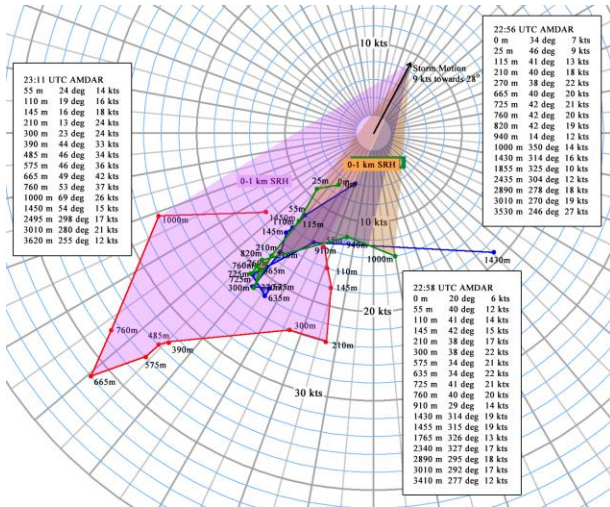 23:11 UTC AMDAR
55 m 24 deg 14 kts
110 m 19 deg 16 kts
145 m 16 deg 18 kts
210 m 13 deg 24 kts
300 m 23 deg 24 kts
390 m 44 deg 33 kts
485 m 46 deg 34 kts
575 m 46 deg 36 kts
665 m 49 deg 42 kts
760 m 53 deg 37 kts
1000 m 69 deg 26 kts
1450 m 54 deg 15 kts
2495 m 298 deg 17 kts
3010 m 280 deg 21 kts
3620 m 255 deg 12 kts
22:56 UTC AMDAR
0 m 34 deg 7 kts
25 m 46 deg 9 kts
115 m 41 deg 13 kts
210 m 40 deg 18 kts
270 m 38 deg 22 kts
665 m 40 deg 20 kts
725 m 42 deg 21 kts
760 m 42 deg 20 kts
820 m 42 deg 19 kts
940 m 14 deg 12 kts
1000 m 350 deg 14 kts
1430 m 314 deg 16 kts
1855 m 325 deg 10 kts
2435 m 304 deg 12 kts
2890 m 278 deg 18 kts
3010 m 270 deg 19 kts
3530 m 246 deg 27 kts
10 kts
Storm Motion
9 kts towards 28°
0-1 km SRH
0-1 km SRH
25m
0m
55m
110m
115m
145m
1450m
1000m
10 kts
910m
940m
1000m
1430m
210m
820m
760m
725m
725m
665m
300m
635m
110m
145m
20 kts
760m
485m
390m
575m
665m
300m
210m
30 kts
22:58 UTC AMDAR
0 m 20 deg 6 kts
55 m 40 deg 12 kts
110 m 41 deg 14 kts
145 m 42 deg 15 kts
210 m 38 deg 17 kts
300 m 38 deg 22 kts
575 m 34 deg 21 kts
635 m 34 deg 22 kts
725 m 41 deg 21 kts
760 m 40 deg 20 kts
910 m 29 deg 14 kts
1430 m 314 deg 19 kts
1455 m 315 deg 19 kts
1765 m 326 deg 13 kts
2340 m 327 deg 17 kts
2890 m 295 deg 18 kts
3010 m 292 deg 17 kts
3410 m 277 deg 12 kts